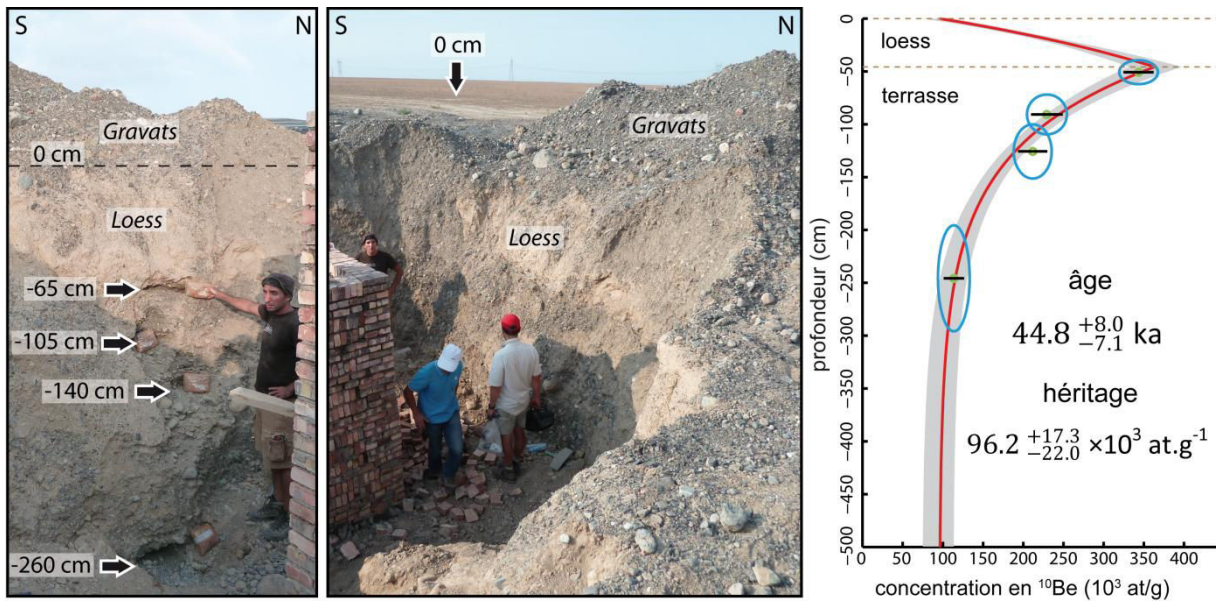 S
N
Gravats
0 cm
Loess
-65 cm
-105 cm
-140 cm
-260 cm
S
N
0 cm
Gravats
Loess
0
loess
-50
terrasse
-100
-150
-200
-250
-300
-350
-400
-450
-500
profondeur (cm)
âge
44.8 +8.0 -7.1 ka
héritage
96.2 +17.3 -22.0 ×10³ at.g⁻¹
0 50 100 200 300 400
concentration en ¹⁰Be (10³ at/g)